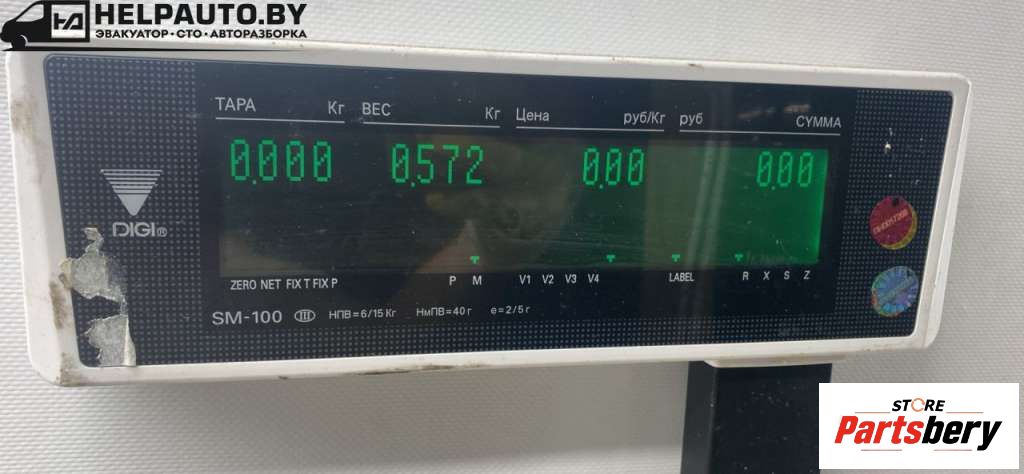 HELPAUTO.BY
ЭВАКУАТОР•СТО•АВТОРАЗБОРКА
ТАРА Кг ВЕС Кг Цена руб/Кг руб СУММА
0.000 0.572 0.00 0.00
DIGI®
ZERO NET FIX T FIX P P M V1 V2 V3 V4 LABEL R X S Z
SM-100 III НПВ=6/15 Кг НмПВ=40 г e=2/5 г
STORE
Partsbery